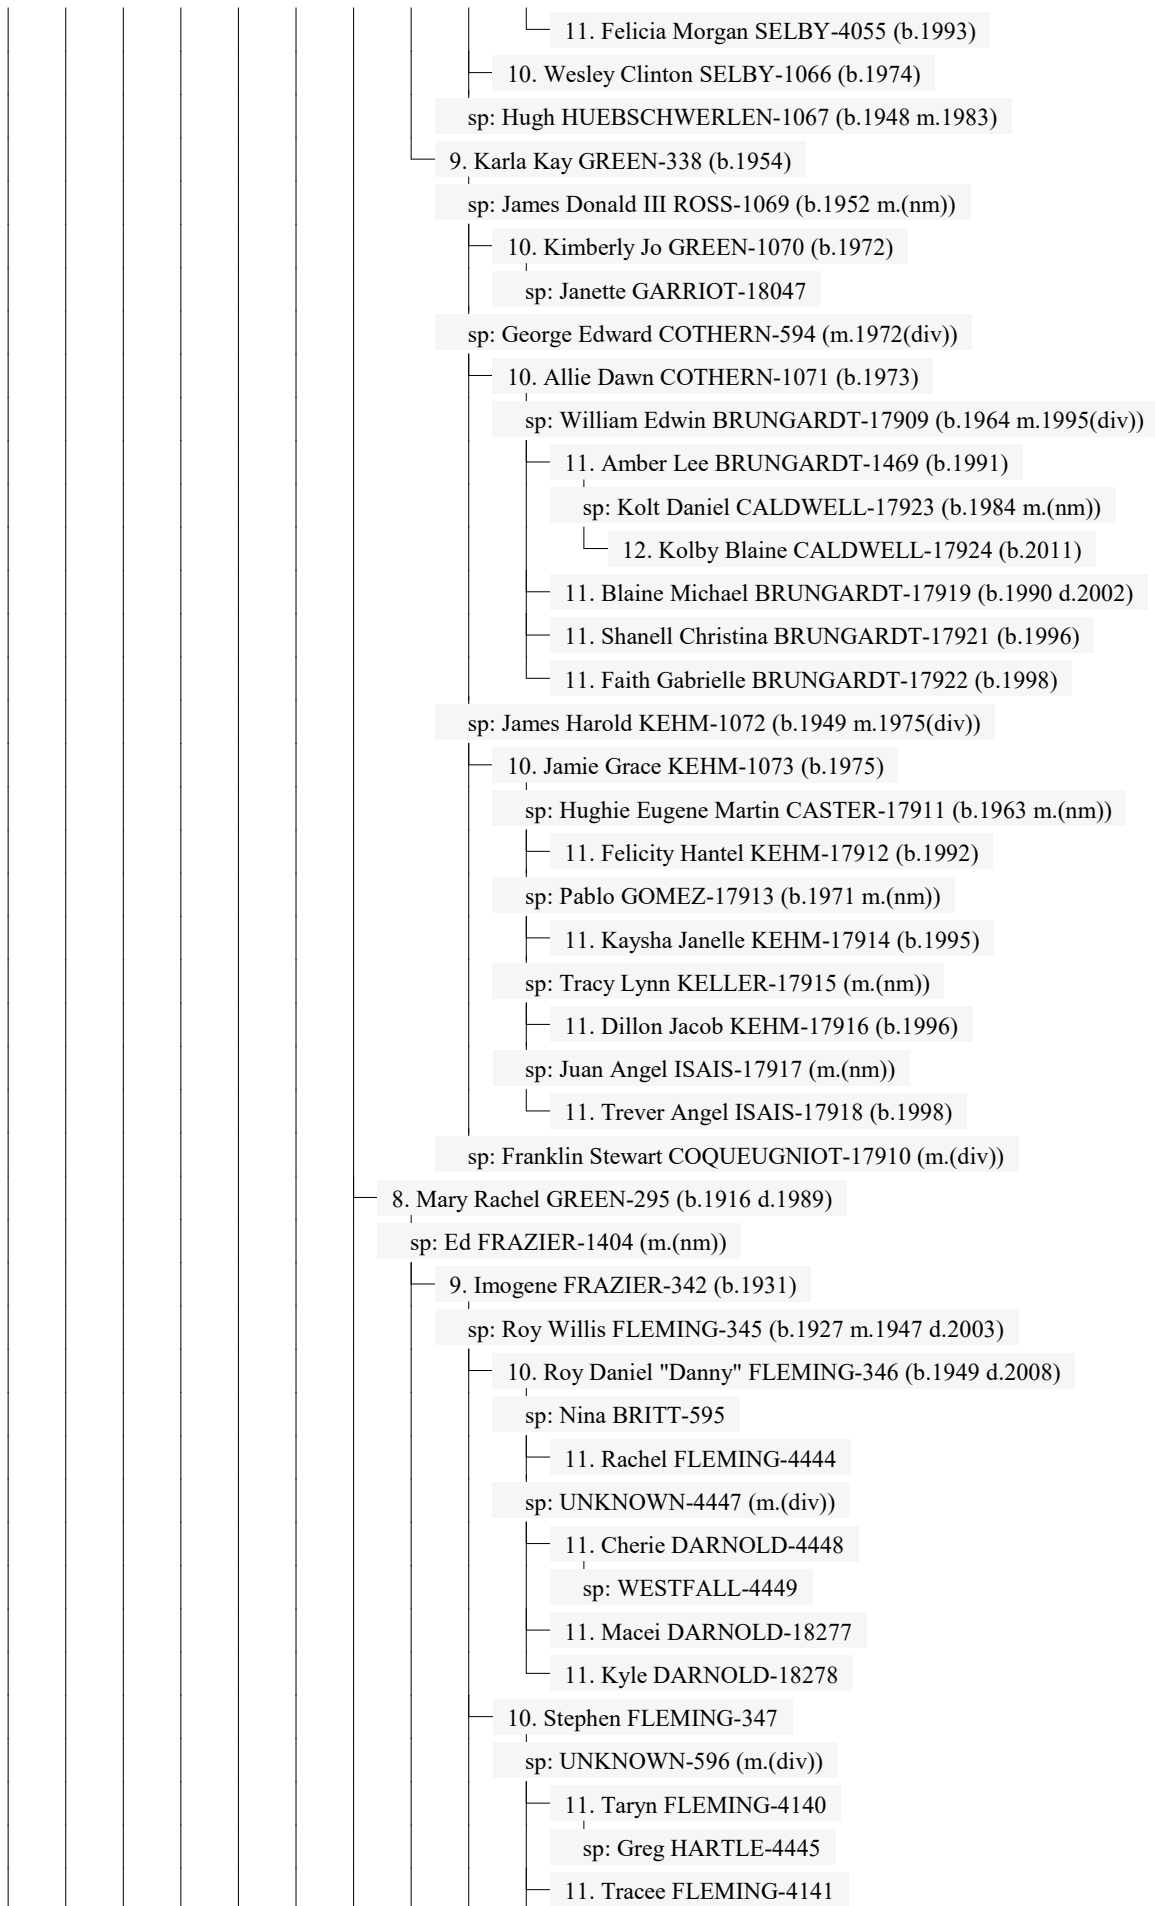 11. Felicia Morgan SELBY-4055 (b.1993)
10. Wesley Clinton SELBY-1066 (b.1974)
sp: Hugh HUEBSCHWERLEN-1067 (b.1948 m.1983)
9. Karla Kay GREEN-338 (b.1954)
sp: James Donald III ROSS-1069 (b.1952 m.(nm))
10. Kimberly Jo GREEN-1070 (b.1972)
sp: Janette GARRIOT-18047
sp: George Edward COTHERN-594 (m.1972(div))
10. Allie Dawn COTHERN-1071 (b.1973)
sp: William Edwin BRUNGARDT-17909 (b.1964 m.1995(div))
11. Amber Lee BRUNGARDT-1469 (b.1991)
sp: Kolt Daniel CALDWELL-17923 (b.1984 m.(nm))
12. Kolby Blaine CALDWELL-17924 (b.2011)
11. Blaine Michael BRUNGARDT-17919 (b.1990 d.2002)
11. Shanell Christina BRUNGARDT-17921 (b.1996)
11. Faith Gabrielle BRUNGARDT-17922 (b.1998)
sp: James Harold KEHM-1072 (b.1949 m.1975(div))
10. Jamie Grace KEHM-1073 (b.1975)
sp: Hughie Eugene Martin CASTER-17911 (b.1963 m.(nm))
11. Felicity Hantel KEHM-17912 (b.1992)
sp: Pablo GOMEZ-17913 (b.1971 m.(nm))
11. Kaysha Janelle KEHM-17914 (b.1995)
sp: Tracy Lynn KELLER-17915 (m.(nm))
11. Dillon Jacob KEHM-17916 (b.1996)
sp: Juan Angel ISAIS-17917 (m.(nm))
11. Trever Angel ISAIS-17918 (b.1998)
sp: Franklin Stewart COQUEUGNIOT-17910 (m.(div))
8. Mary Rachel GREEN-295 (b.1916 d.1989)
sp: Ed FRAZIER-1404 (m.(nm))
9. Imogene FRAZIER-342 (b.1931)
sp: Roy Willis FLEMING-345 (b.1927 m.1947 d.2003)
10. Roy Daniel "Danny" FLEMING-346 (b.1949 d.2008)
sp: Nina BRITT-595
11. Rachel FLEMING-4444
sp: UNKNOWN-4447 (m.(div))
11. Cherie DARNOLD-4448
sp: WESTFALL-4449
11. Macei DARNOLD-18277
11. Kyle DARNOLD-18278
10. Stephen FLEMING-347
sp: UNKNOWN-596 (m.(div))
11. Taryn FLEMING-4140
sp: Greg HARTLE-4445
11. Tracee FLEMING-4141